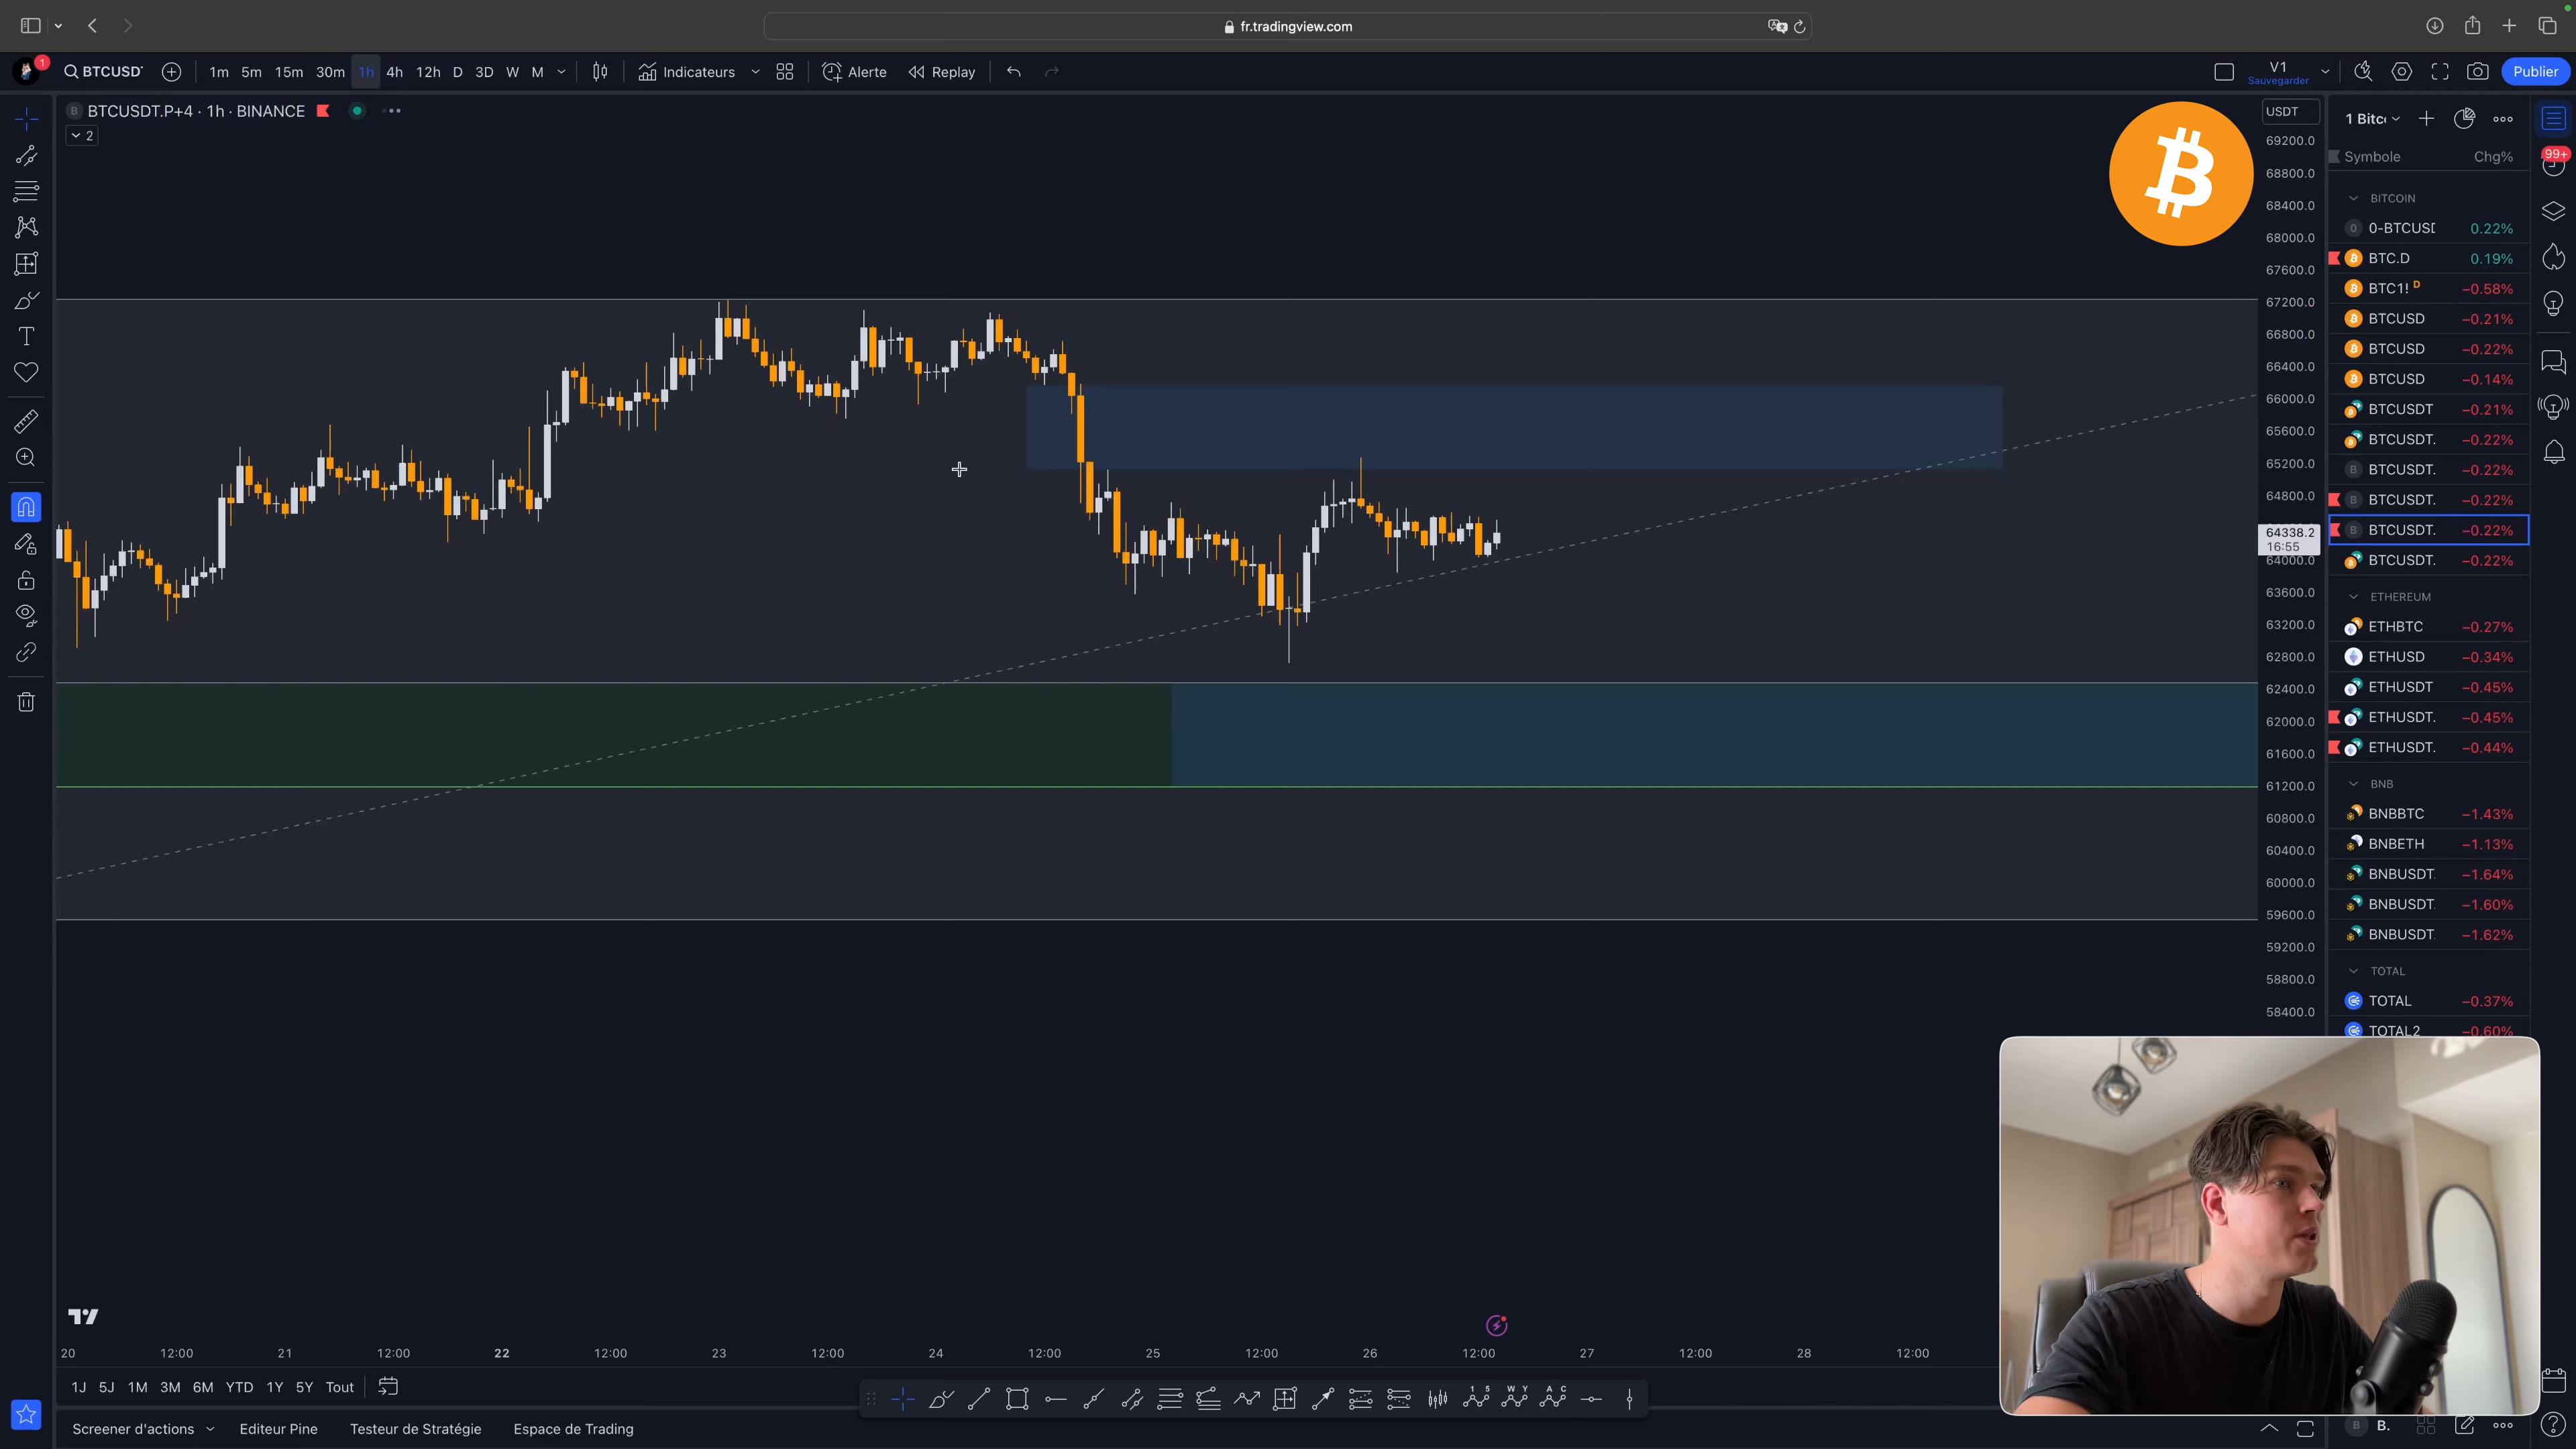 fr.tradingview.com
1
BTCUSD
1m 5m 15m 30m 1h 4h 12h D 3D W M
Indicateurs
Alerte
Replay
V1
Sauvegarder
Publier
B BTCUSDT.P+4 · 1h · BINANCE
2
USDT
69200.0
68800.0
68400.0
68000.0
67600.0
67200.0
66800.0
66400.0
66000.0
65600.0
65200.0
64800.0
64338.2
16:55
64000.0
63600.0
63200.0
62800.0
62400.0
62000.0
61600.0
61200.0
60800.0
60400.0
60000.0
59600.0
59200.0
58800.0
58400.0
1 Bitc
99+
Symbole Chg%
BITCOIN
0 0-BTCUSD 0.22%
BTC.D 0.19%
BTC1! D −0.58%
BTCUSD −0.21%
BTCUSD −0.22%
BTCUSD −0.14%
BTCUSDT −0.21%
BTCUSDT. −0.22%
B BTCUSDT. −0.22%
B BTCUSDT. −0.22%
B BTCUSDT. −0.22%
BTCUSDT. −0.22%
ETHEREUM
ETHBTC −0.27%
ETHUSD −0.34%
ETHUSDT −0.45%
ETHUSDT. −0.45%
ETHUSDT. −0.44%
BNB
BNBBTC −1.43%
BNBETH −1.13%
BNBUSDT −1.64%
BNBUSDT −1.60%
BNBUSDT −1.62%
TOTAL
TOTAL −0.37%
TOTAL2 −0.60%
20 12:00 21 12:00 22 12:00 23 12:00 24 12:00 25 12:00 26 12:00 27 12:00 28 12:00
1J 5J 1M 3M 6M YTD 1Y 5Y Tout
Screener d'actions
Editeur Pine
Testeur de Stratégie
Espace de Trading
B B.